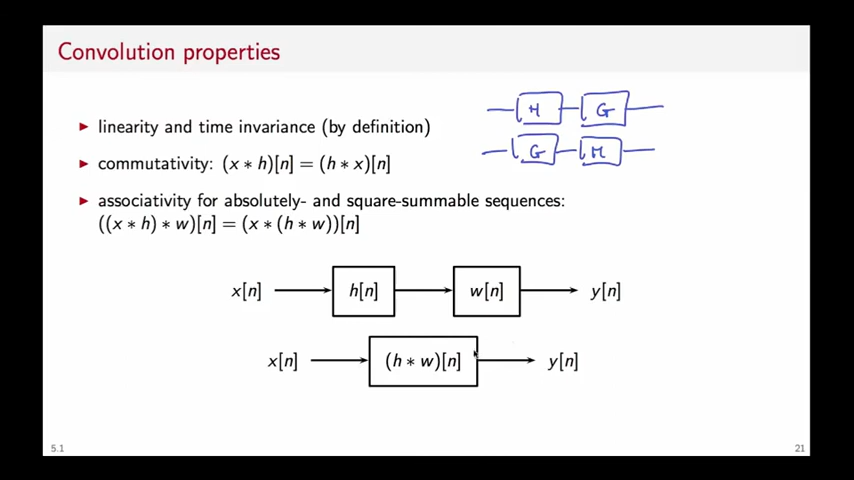 Convolution properties
▶ linearity and time invariance (by definition)
▶ commutativity: (x ∗ h)[n] = (h ∗ x)[n]
▶ associativity for absolutely- and square-summable sequences:
((x ∗ h) ∗ w)[n] = (x ∗ (h ∗ w))[n]
H G
G H
x[n] h[n] w[n] y[n]
x[n] (h ∗ w)[n] y[n]
5.1 21